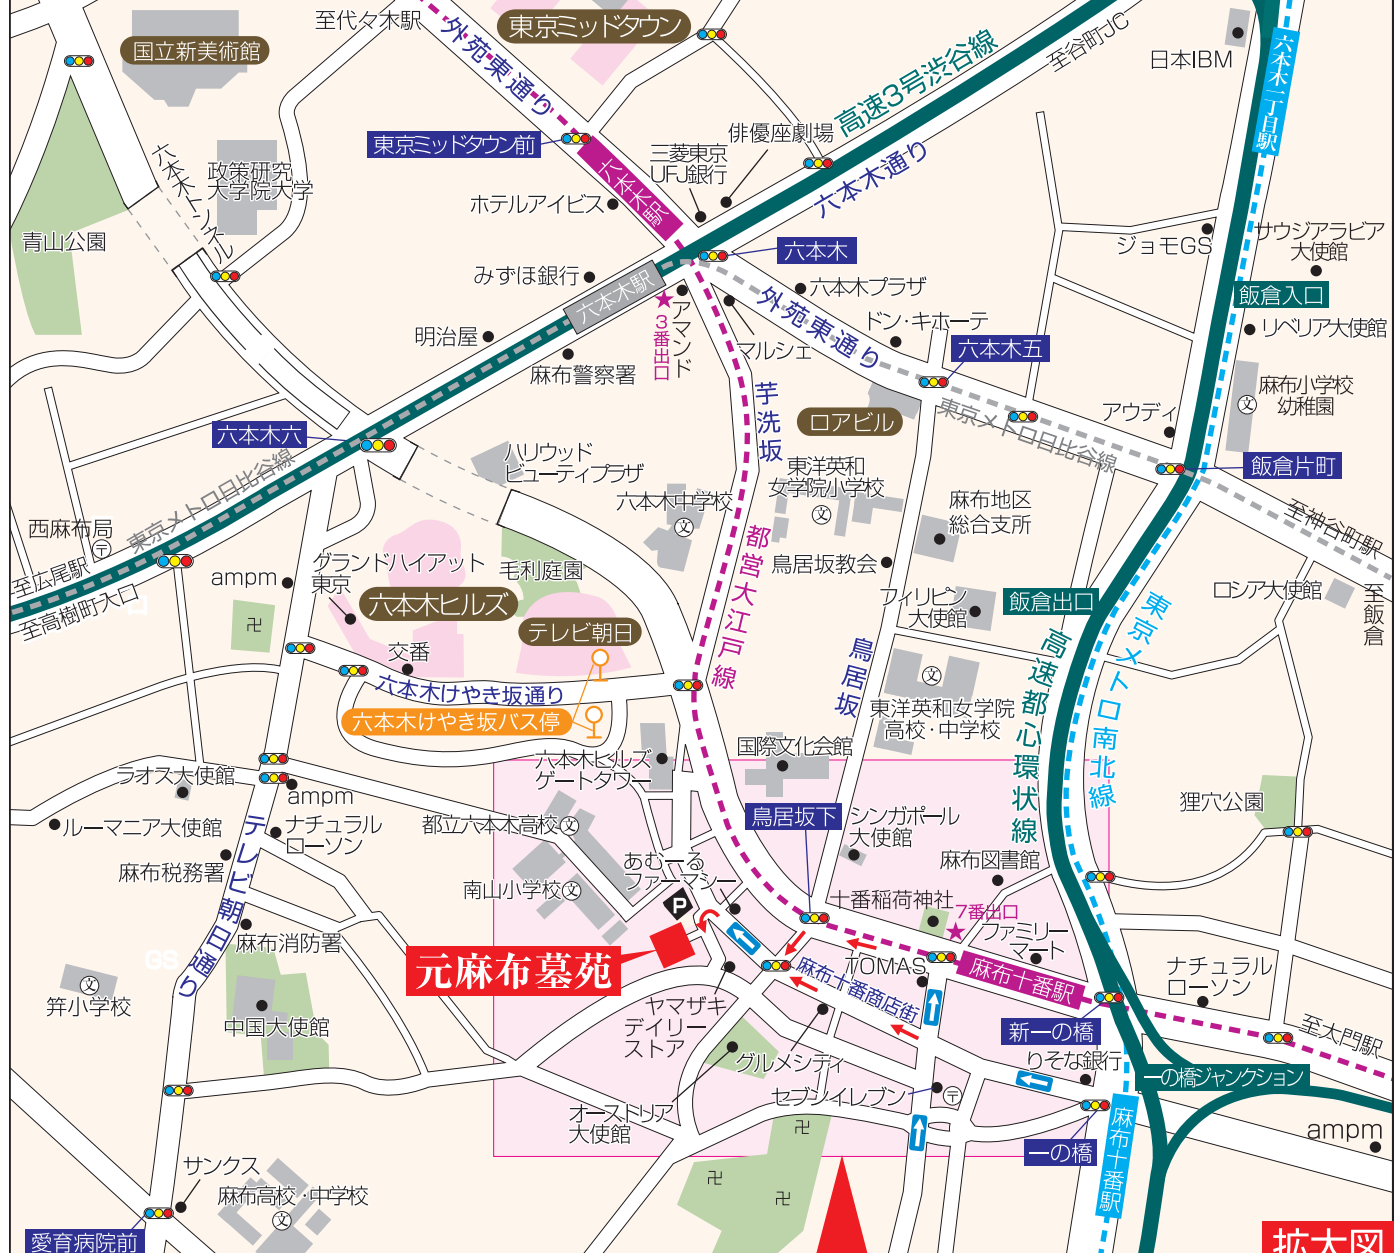 至代々木駅
外苑東通り
東京ミッドタウン
国立新美術館
高速3号渋谷線
至谷町JC
日本IBM
六本木一丁目駅
東京ミッドタウン前
俳優座劇場
三菱東京
UFJ銀行
六本木トンネル
政策研究
大学院大学
六本木駅
六本木通り
ホテルアイビス
青山公園
ジョモGS
サウジアラビア
大使館
六本木
みずほ銀行
六本木駅
六本木プラザ
飯倉入口
3番出口
アマンド
外苑東通り
ドン・キホーテ
リベリア大使館
明治屋
マルシェ
六本木五
麻布警察署
麻布小学校
幼稚園
文
芋洗坂
ロアビル
東京メトロ日比谷線
アウディ
六本木六
ハリウッド
ビューティプラザ
東洋英和
女学院小学校
文
飯倉片町
東京メトロ日比谷線
六本木中学校
文
麻布地区
総合支所
至神谷町駅
西麻布局
〒
都営大江戸線
鳥居坂教会
至広尾駅
至高樹町入口
ampm
グランドハイアット
東京
毛利庭園
六本木ヒルズ
フィリピン
大使館
飯倉出口
ロシア大使館
至飯倉
卍
テレビ朝日
東京メトロ南北線
高速都心環状線
交番
鳥居坂
文
六本木けやき坂通り
六本木けやき坂バス停
東洋英和女学院
高校・中学校
国際文化会館
六本木ヒルズ
ゲートタワー
ラオス大使館
ampm
狸穴公園
鳥居坂下
シンガポール
大使館
ルーマニア大使館
ナチュラル
ローソン
都立六本木高校
文
テレビ朝日通り
麻布税務署
あむーる
ファーマシー
麻布図書館
南山小学校
文
P
十番稲荷神社
7番出口
ファミリー
マート
麻布消防署
元麻布墓苑
GS
TOMAS
麻布十番駅
麻布十番商店街
ナチュラル
ローソン
文
笄小学校
ヤマザキ
デイリー
ストア
中国大使館
新一の橋
至大門駅
グルメシティ
りそな銀行
一の橋ジャンクション
セブンイレブン
〒
オーストリア
大使館
卍
麻布十番駅
ampm
一の橋
サンクス
卍
卍
麻布高校・中学校
文
愛育病院前
拡大図